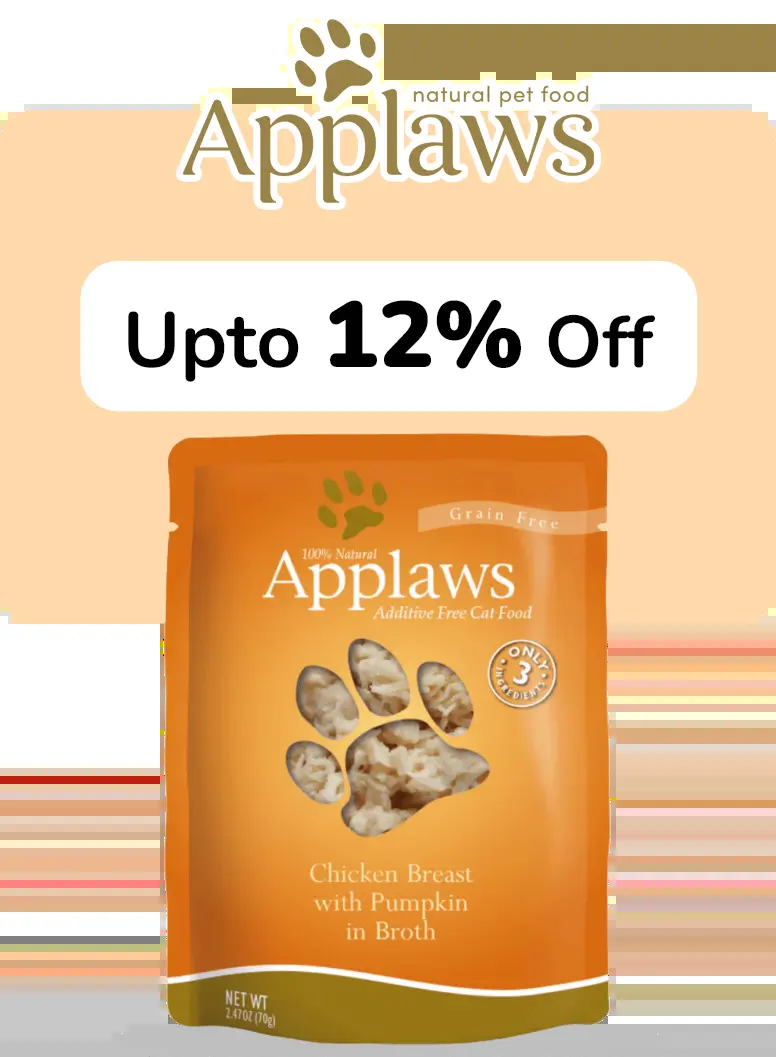 natural pet food
Applaws
Upto 12% Off
Grain Free
100% Natural
Applaws
Additive Free Cat Food
ONLY
3
INGREDIENTS
Chicken Breast
with Pumpkin
in Broth
NET WT
2.47OZ (70g)